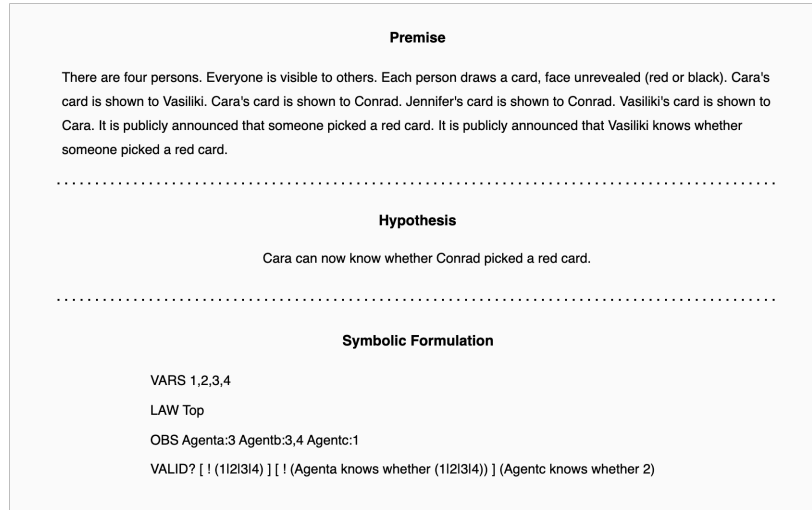 Premise
There are four persons. Everyone is visible to others. Each person draws a card, face unrevealed (red or black). Cara's
card is shown to Vasiliki. Cara's card is shown to Conrad. Jennifer's card is shown to Conrad. Vasiliki's card is shown to
Cara. It is publicly announced that someone picked a red card. It is publicly announced that Vasiliki knows whether
someone picked a red card.
Hypothesis
Cara can now know whether Conrad picked a red card.
Symbolic Formulation
VARS 1,2,3,4
LAW Top
OBS Agenta:3 Agentb:3,4 Agentc:1
VALID? [ ! (1|2|3|4) ] [ ! (Agenta knows whether (1|2|3|4)) ] (Agentc knows whether 2)